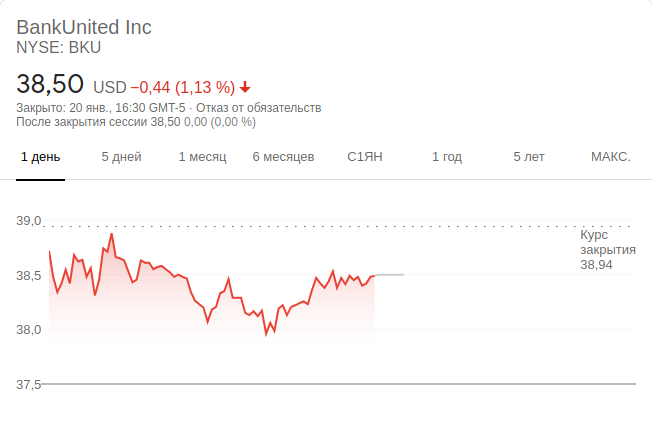 BankUnited Inc
NYSE: BKU
38,50 USD −0,44 (1,13 %)
Закрыто: 20 янв., 16:30 GMT-5 · Отказ от обязательств
После закрытия сессии 38,50 0,00 (0,00 %)
1 день 5 дней 1 месяц 6 месяцев С1ЯН 1 год 5 лет МАКС.
39,0
Курс
закрытия
38,94
38,5
38,0
37,5